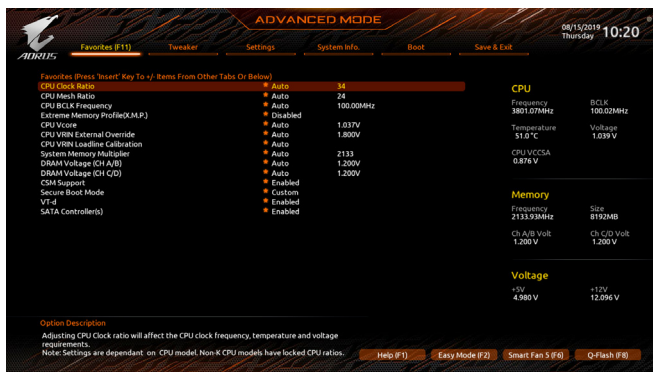 ADVANCED MODE
08/15/2019
Thursday
10:20
AORUS
Favorites (F11)
Tweaker
Settings
System Info.
Boot
Save & Exit
Favorites (Press 'Insert' Key To +/- Items From Other Tabs Or Below)
CPU Clock Ratio Auto 34
CPU Mesh Ratio Auto 24
CPU BCLK Frequency Auto 100.00MHz
Extreme Memory Profile(X.M.P.) Disabled
CPU Vcore Auto 1.037V
CPU VRIN External Override Auto 1.800V
CPU VRIN Loadline Calibration Auto
System Memory Multiplier Auto 2133
DRAM Voltage (CH A/B) Auto 1.200V
DRAM Voltage (CH C/D) Auto 1.200V
CSM Support Enabled
Secure Boot Mode Custom
VT-d Enabled
SATA Controller(s) Enabled
CPU
Frequency BCLK
3801.07MHz 100.02MHz
Temperature Voltage
51.0 °C 1.039 V
CPU VCCSA
0.876 V
Memory
Frequency Size
2133.93MHz 8192MB
Ch A/B Volt Ch C/D Volt
1.200 V 1.200 V
Voltage
+5V +12V
4.980 V 12.096 V
Option Description
Adjusting CPU Clock ratio will affect the CPU clock frequency, temperature and voltage
requirements.
Note: Settings are dependant on CPU model. Non-K CPU models have locked CPU ratios.
Help (F1)
Easy Mode (F2)
Smart Fan 5 (F6)
Q-Flash (F8)